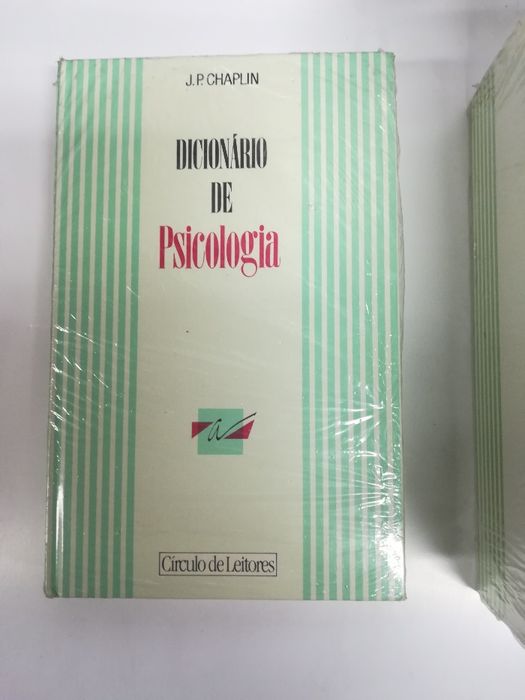 J.P. CHAPLIN
DICIONÁRIO
DE
Psicologia
a
Círculo de Leitores